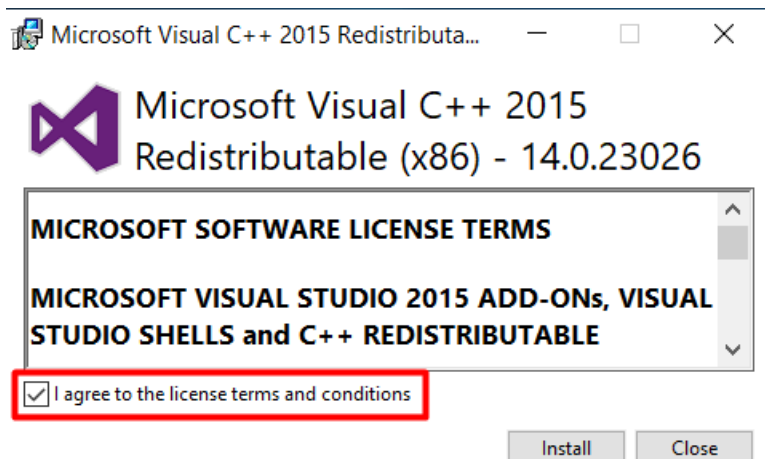 Microsoft Visual C++ 2015 Redistributa...
Microsoft Visual C++ 2015
Redistributable (x86) - 14.0.23026
MICROSOFT SOFTWARE LICENSE TERMS
MICROSOFT VISUAL STUDIO 2015 ADD-ONs, VISUAL
STUDIO SHELLS and C++ REDISTRIBUTABLE
I agree to the license terms and conditions
Install Close